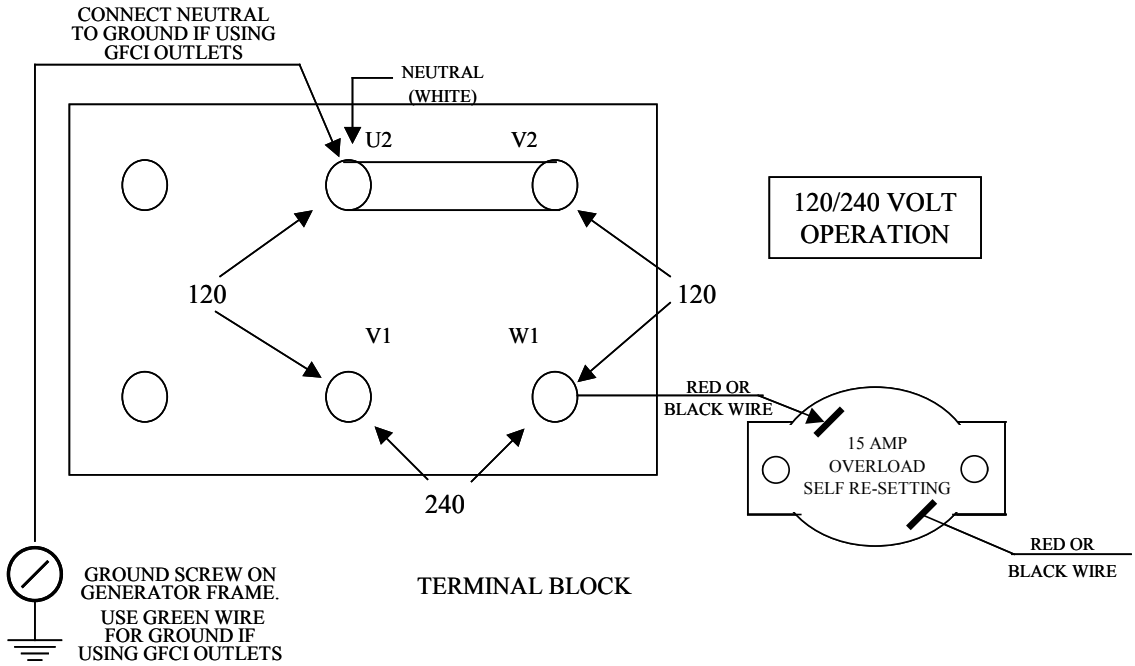 CONNECT NEUTRAL
TO GROUND IF USING
GFCI OUTLETS
NEUTRAL
(WHITE)
U2
V2
120/240 VOLT
OPERATION
120
120
V1
W1
RED OR
BLACK WIRE
15 AMP
OVERLOAD
SELF RE-SETTING
240
RED OR
BLACK WIRE
GROUND SCREW ON
GENERATOR FRAME.
USE GREEN WIRE
FOR GROUND IF
USING GFCI OUTLETS
TERMINAL BLOCK